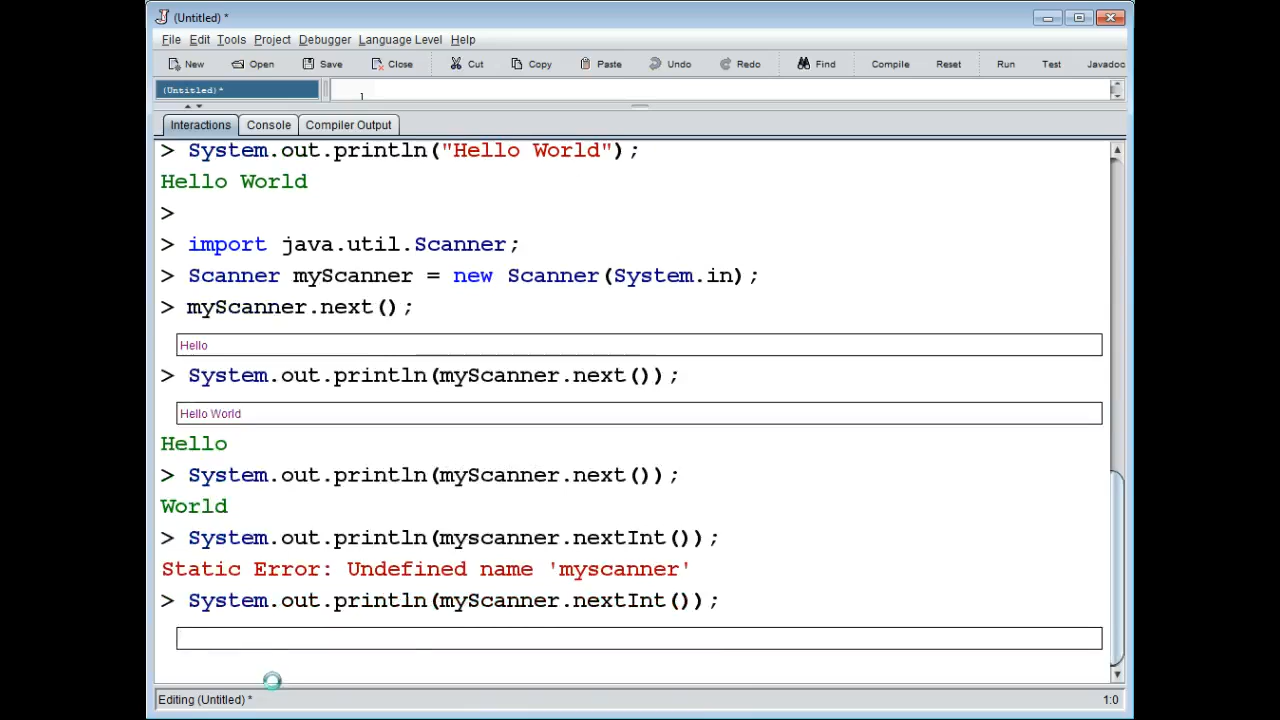 (Untitled) *
File Edit Tools Project Debugger Language Level Help
New Open Save Close Cut Copy Paste Undo Redo Find Compile Reset Run Test Javadoc
(Untitled)* 1
Interactions Console Compiler Output
> System.out.println("Hello World");
Hello World
>
> import java.util.Scanner;
> Scanner myScanner = new Scanner(System.in);
> myScanner.next();
Hello
> System.out.println(myScanner.next());
Hello World
Hello
> System.out.println(myScanner.next());
World
> System.out.println(myscanner.nextInt());
Static Error: Undefined name 'myscanner'
> System.out.println(myScanner.nextInt());
Editing (Untitled) * 1:0